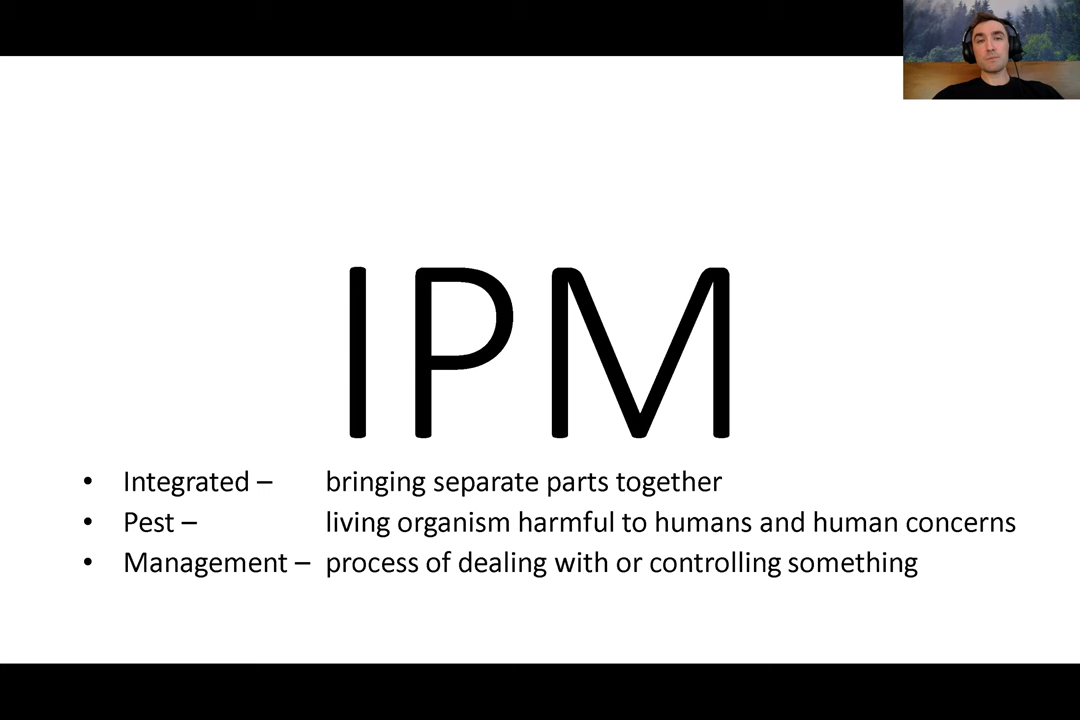 IPM
• Integrated – bringing separate parts together
• Pest – living organism harmful to humans and human concerns
• Management – process of dealing with or controlling something